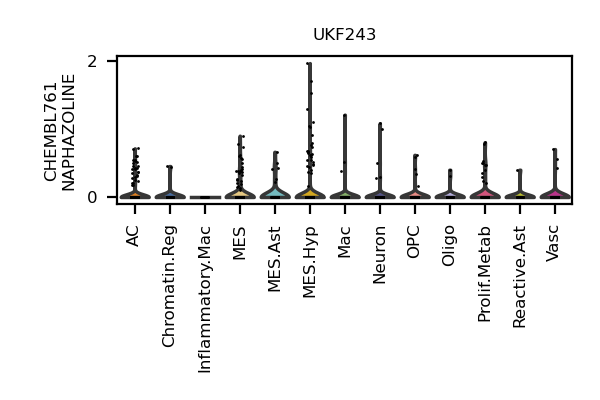 UKF243
CHEMBL761
NAPHAZOLINE
2
0
AC
Chromatin.Reg
Inflammatory.Mac
MES
MES.Ast
MES.Hyp
Mac
Neuron
OPC
Oligo
Prolif.Metab
Reactive.Ast
Vasc